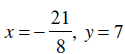 x = −21/8, y = 7